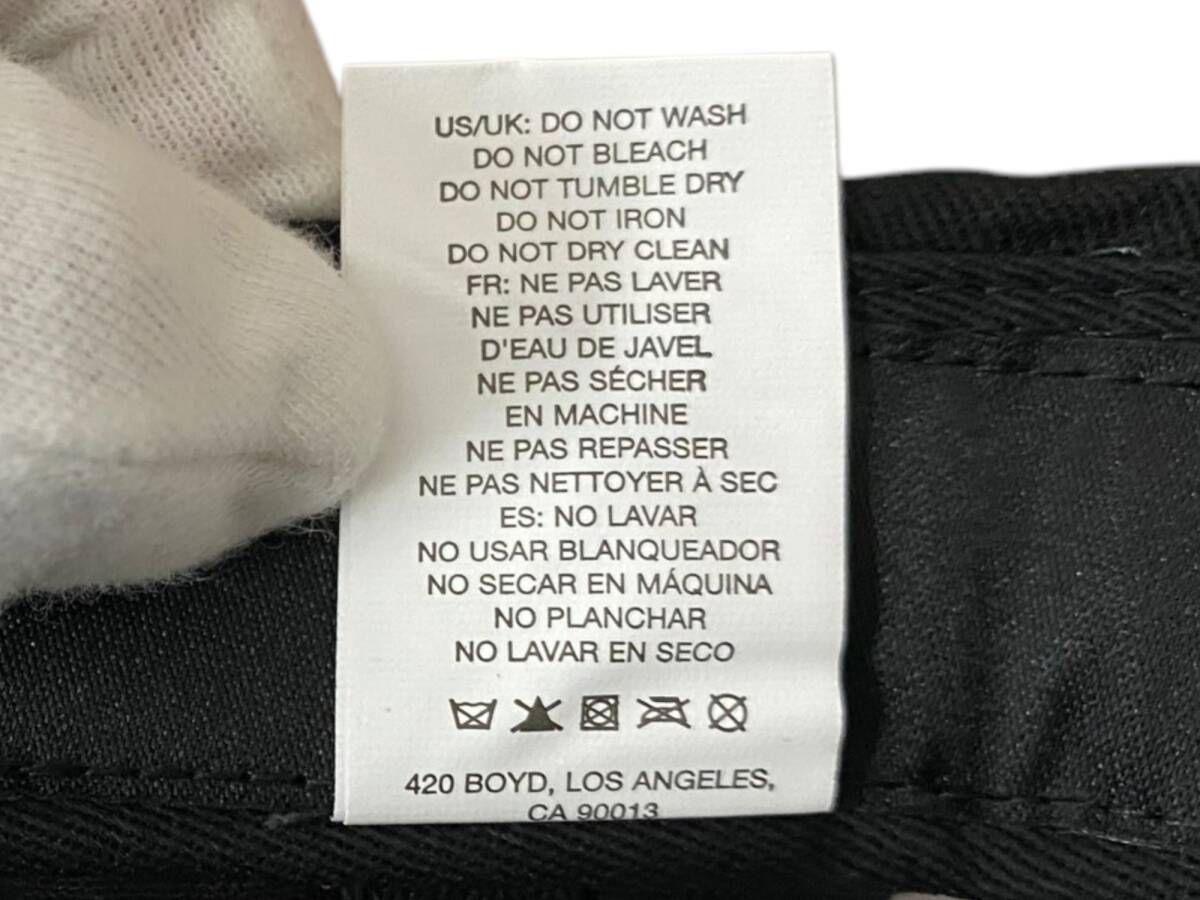 US/UK: DO NOT WASH
DO NOT BLEACH
DO NOT TUMBLE DRY
DO NOT IRON
DO NOT DRY CLEAN
FR: NE PAS LAVER
NE PAS UTILISER
D'EAU DE JAVEL
NE PAS SÉCHER
EN MACHINE
NE PAS REPASSER
NE PAS NETTOYER À SEC
ES: NO LAVAR
NO USAR BLANQUEADOR
NO SECAR EN MÁQUINA
NO PLANCHAR
NO LAVAR EN SECO
420 BOYD, LOS ANGELES,
CA 90013